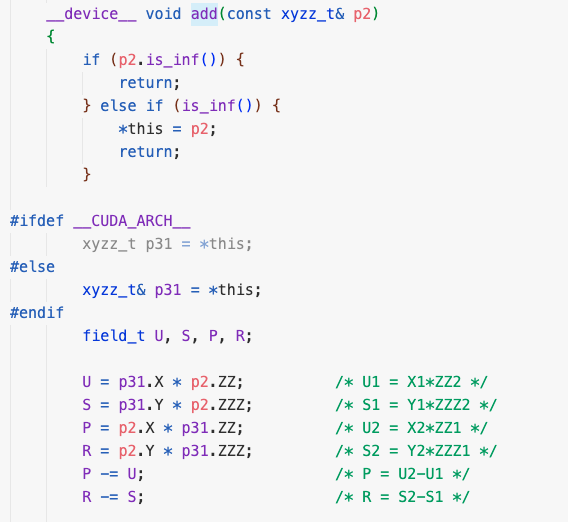 __device__ void add(const xyzz_t& p2)
{
if (p2.is_inf()) {
return;
} else if (is_inf()) {
*this = p2;
return;
}
#ifdef __CUDA_ARCH__
xyzz_t p31 = *this;
#else
xyzz_t& p31 = *this;
#endif
field_t U, S, P, R;
U = p31.X * p2.ZZ; /* U1 = X1*ZZ2 */
S = p31.Y * p2.ZZZ; /* S1 = Y1*ZZZ2 */
P = p2.X * p31.ZZ; /* U2 = X2*ZZ1 */
R = p2.Y * p31.ZZZ; /* S2 = Y2*ZZZ1 */
P -= U; /* P = U2-U1 */
R -= S; /* R = S2-S1 */